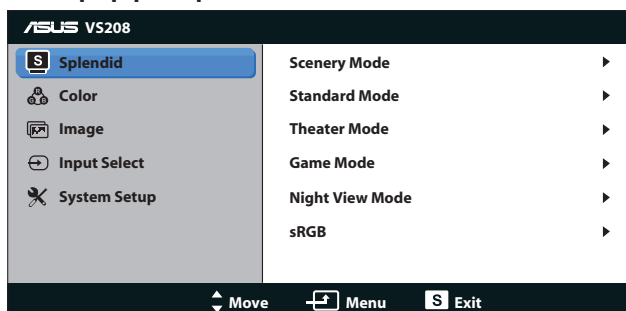 ASUS VS208
S Splendid
Color
Image
Input Select
System Setup
Scenery Mode
Standard Mode
Theater Mode
Game Mode
Night View Mode
sRGB
Move Menu S Exit